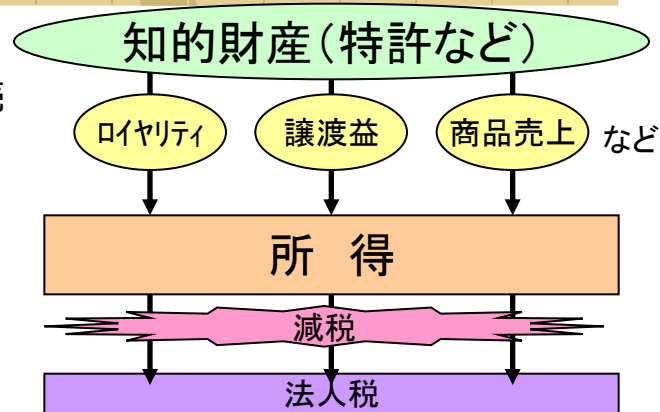 知的財産(特許など)
ロイヤリティ 譲渡益 商品売上 など
所 得
減税
法人税